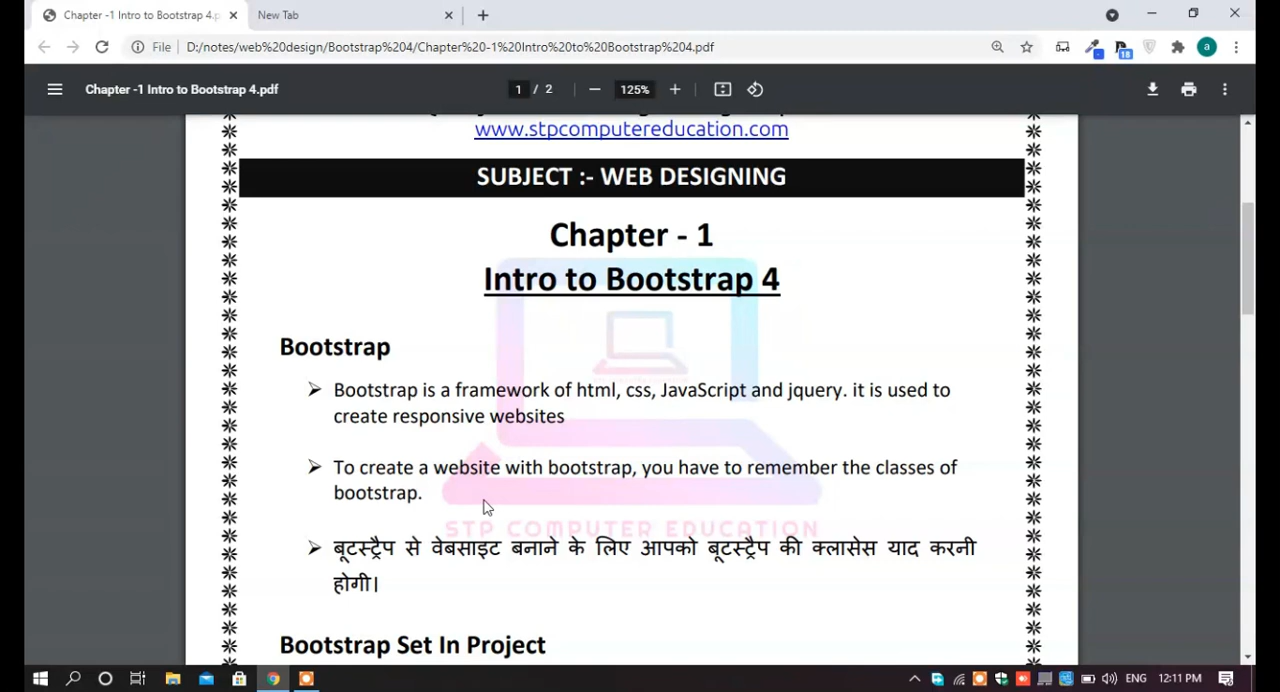 Chapter -1 Intro to Bootstrap 4.p
New Tab
File
D:/notes/web%20design/Bootstrap%204/Chapter%20-1%20Intro%20to%20Bootstrap%204.pdf
18
a
Chapter -1 Intro to Bootstrap 4.pdf
1 / 2
125%
www.stpcomputereducation.com
SUBJECT :- WEB DESIGNING
Chapter - 1
Intro to Bootstrap 4
Bootstrap
Bootstrap is a framework of html, css, JavaScript and jquery. it is used to
create responsive websites
To create a website with bootstrap, you have to remember the classes of
bootstrap.
STP COMPUTER EDUCATION
बूटस्ट्रैप से वेबसाइट बनाने के लिए आपको बूटस्ट्रैप की क्लासेस याद करनी
होगी।
Bootstrap Set In Project
ENG
12:11 PM